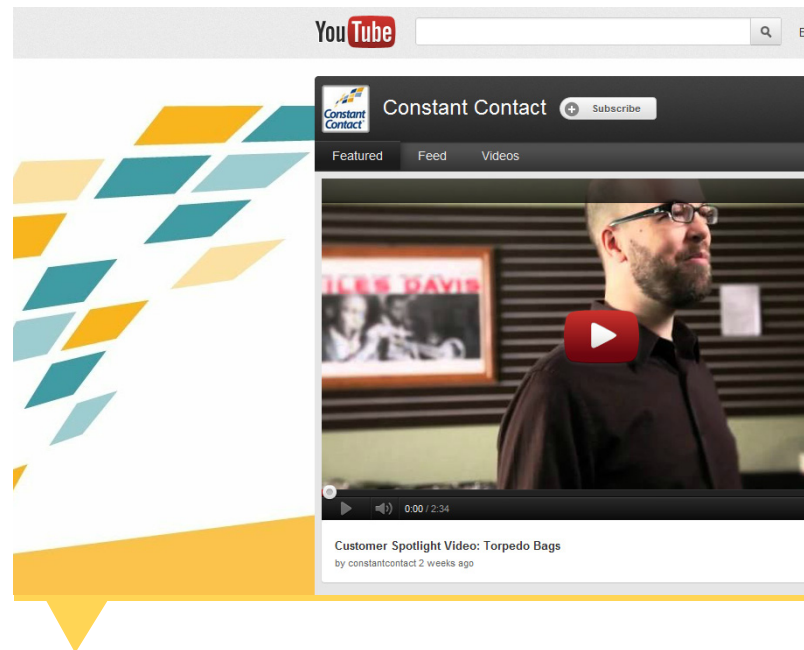 YouTube
Constant Contact
Constant Contact Subscribe
Featured Feed Videos
ILES DAVIS
0:00 / 2:34
Customer Spotlight Video: Torpedo Bags
by constantcontact 2 weeks ago